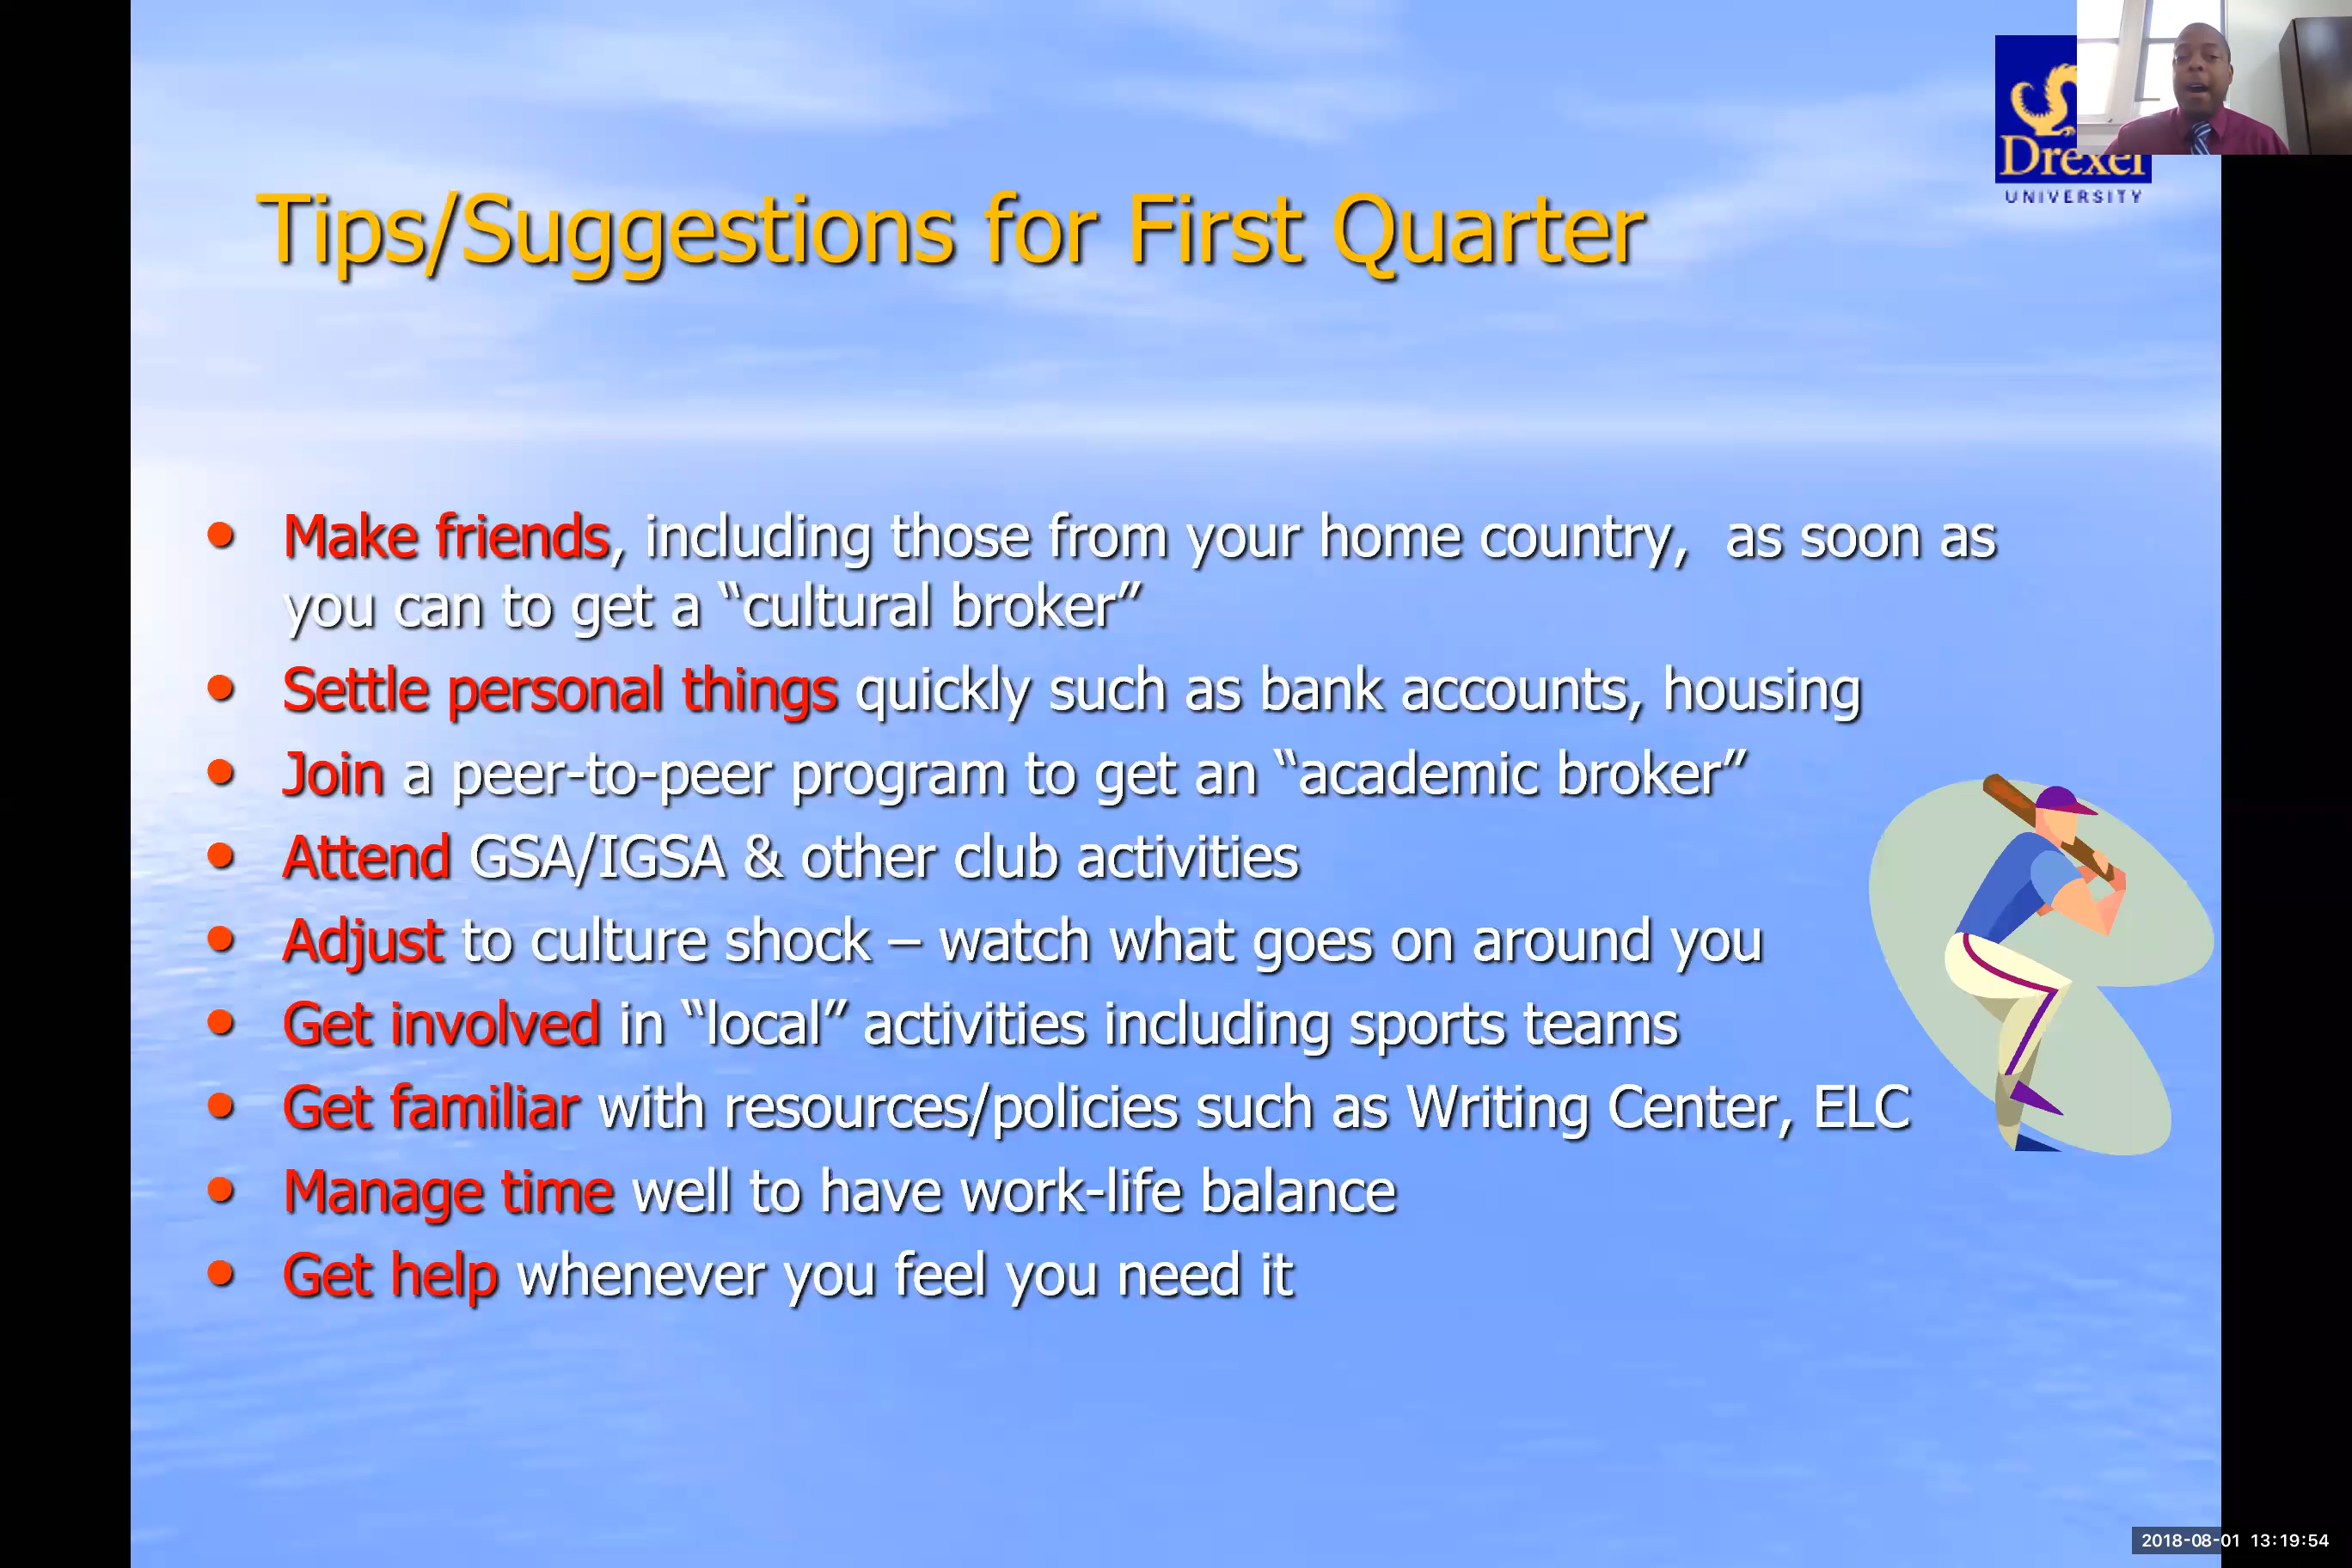 Drexel
UNIVERSITY
Tips/Suggestions for First Quarter
• Make friends, including those from your home country, as soon as
you can to get a “cultural broker”
• Settle personal things quickly such as bank accounts, housing
• Join a peer-to-peer program to get an “academic broker”
• Attend GSA/IGSA & other club activities
• Adjust to culture shock – watch what goes on around you
• Get involved in “local” activities including sports teams
• Get familiar with resources/policies such as Writing Center, ELC
• Manage time well to have work-life balance
• Get help whenever you feel you need it
2018-08-01 13:19:54